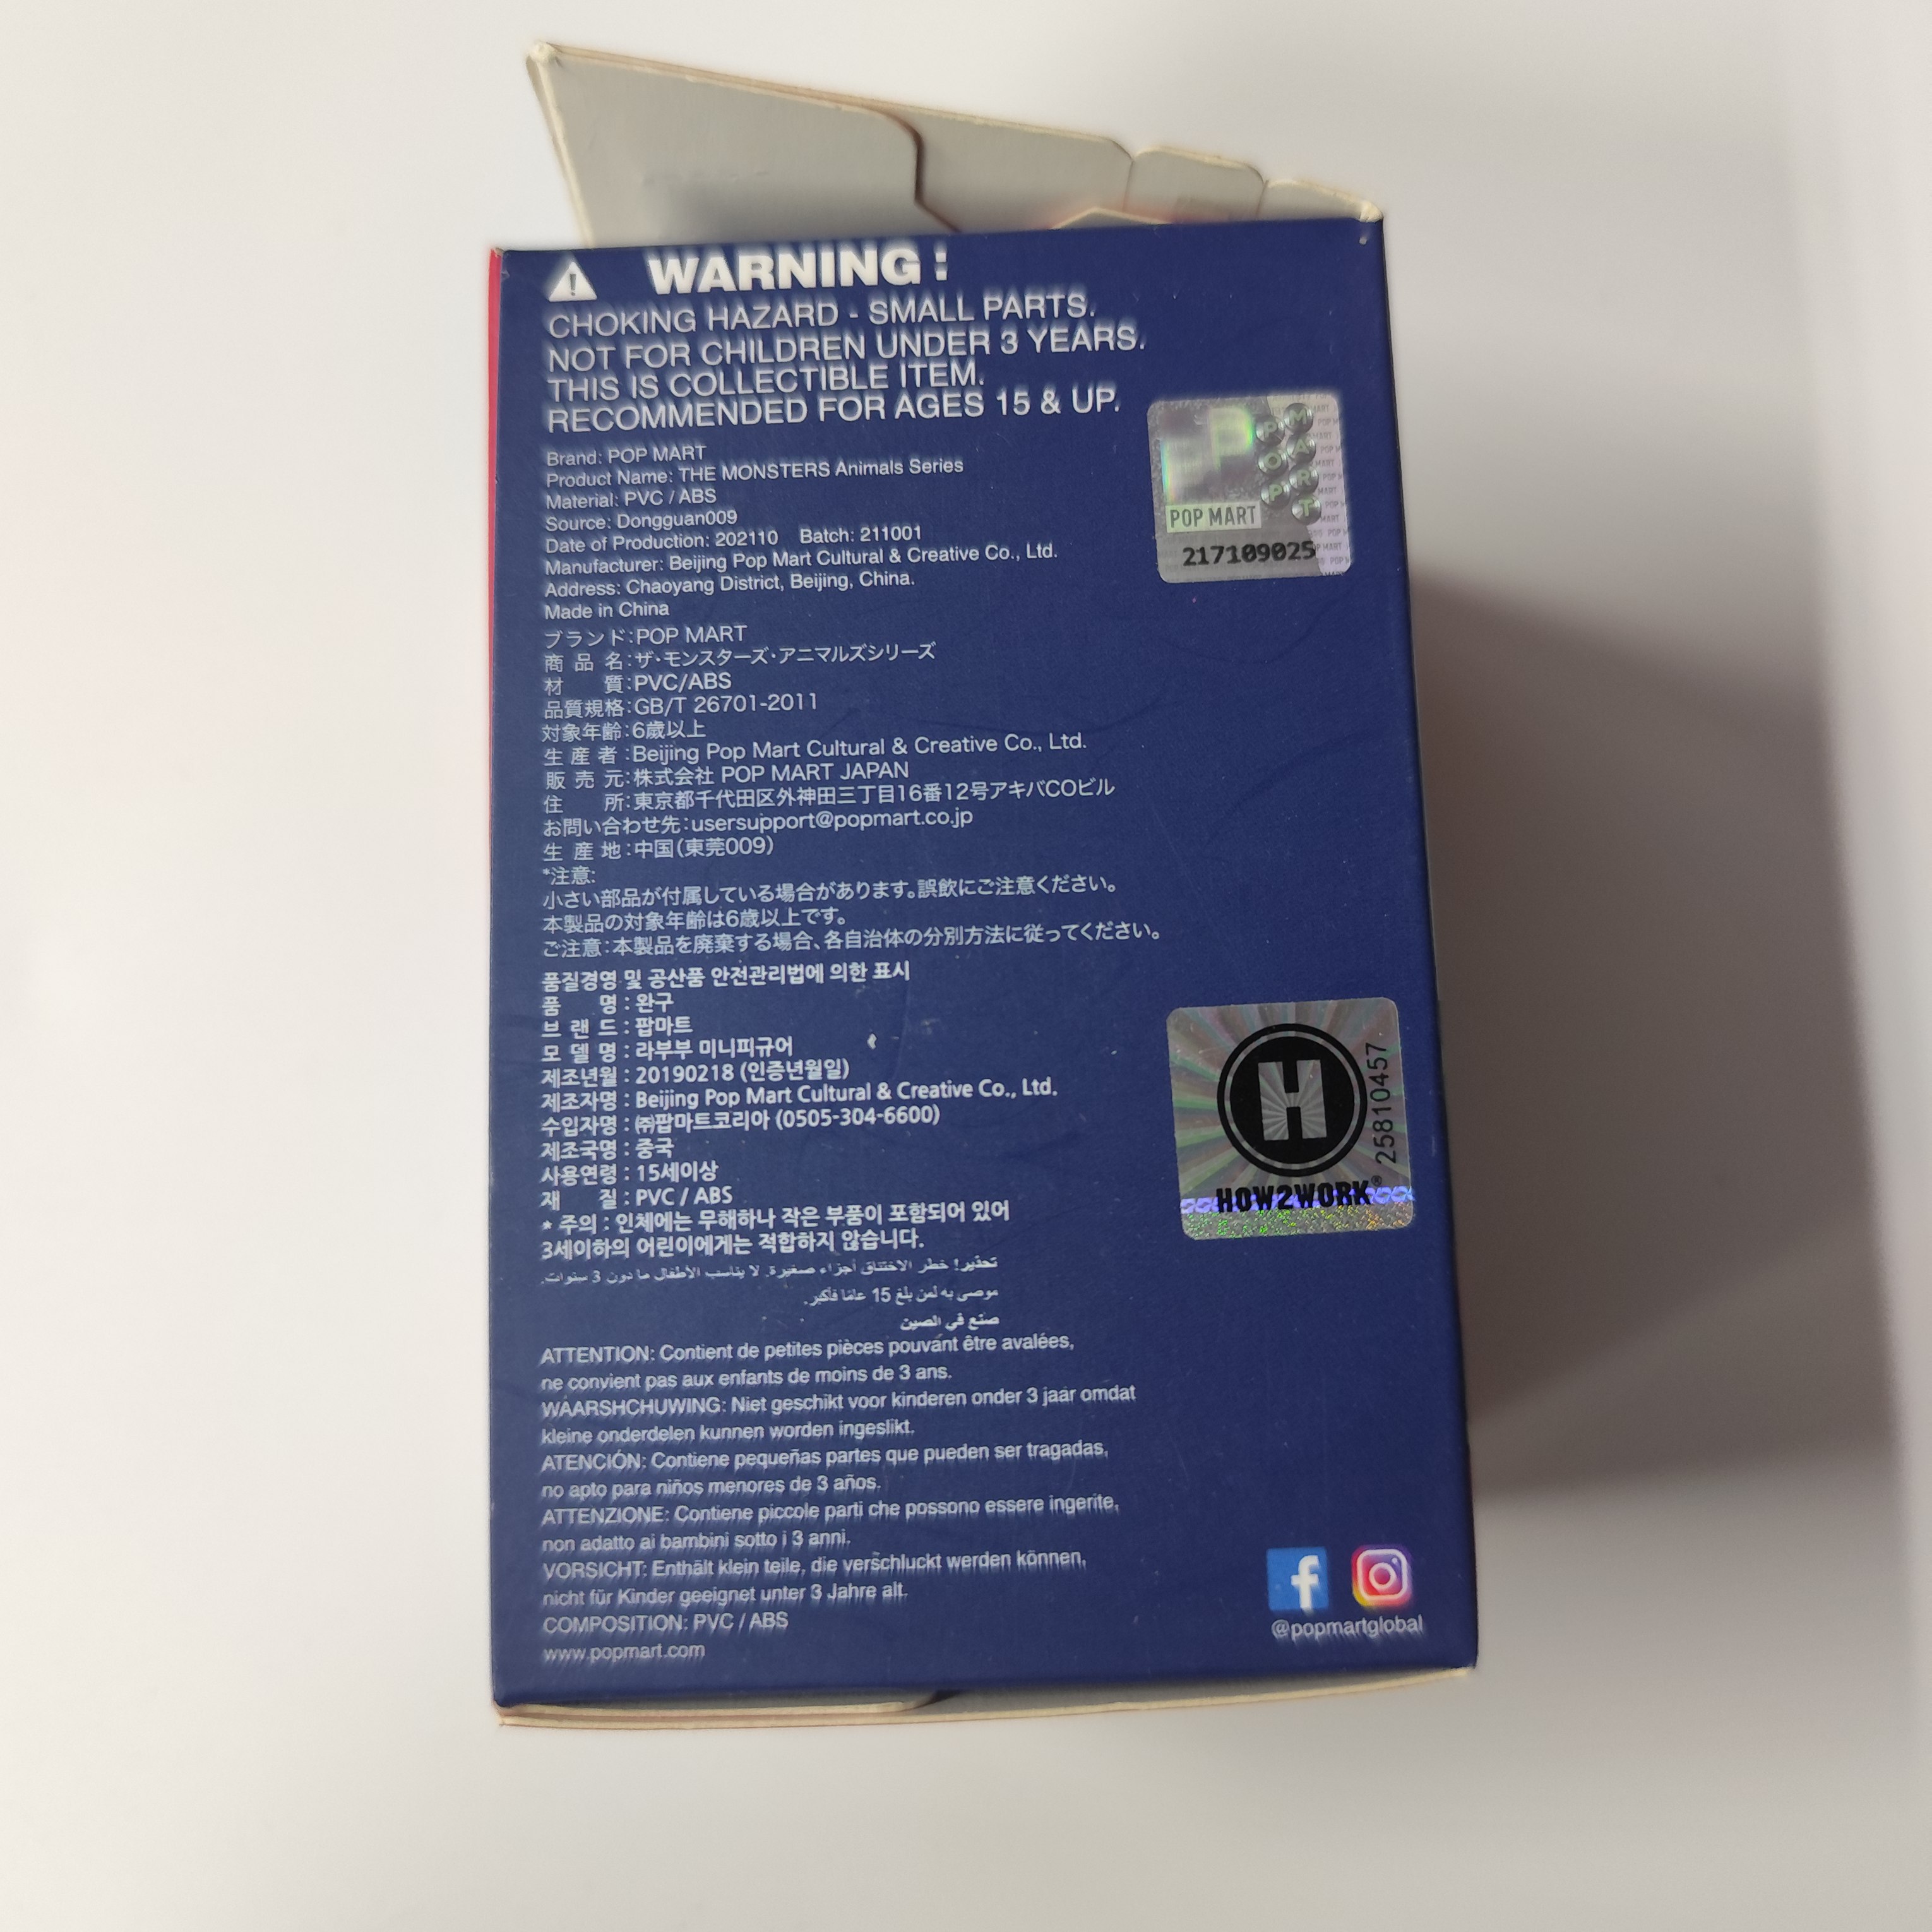 WARNING !
CHOKING HAZARD - SMALL PARTS.
NOT FOR CHILDREN UNDER 3 YEARS.
THIS IS COLLECTIBLE ITEM.
RECOMMENDED FOR AGES 15 & UP.
Brand: POP MART
Product Name: THE MONSTERS Animals Series
Material: PVC / ABS
Source: Dongguan009
Date of Production: 202110 Batch: 211001
Manufacturer: Beijing Pop Mart Cultural & Creative Co., Ltd.
Address: Chaoyang District, Beijing, China.
Made in China
POP MART
POP MART
217109025
ブランド:POP MART
商品名:ザ・モンスターズ・アニマルズシリーズ
材質:PVC/ABS
品質規格:GB/T 26701-2011
対象年齢:6歳以上
生産者:Beijing Pop Mart Cultural & Creative Co., Ltd.
販売元:株式会社 POP MART JAPAN
住所:東京都千代田区外神田三丁目16番12号アキバCOビル
お問い合わせ先:usersupport@popmart.co.jp
生産地:中国(東莞009)
*注意:
小さい部品が付属している場合があります。誤飲にご注意ください。
本製品の対象年齢は6歳以上です。
ご注意:本製品を廃棄する場合、各自治体の分別方法に従ってください。
품질경영 및 공산품 안전관리법에 의한 표시
품명 : 완구
브랜드 : 팝마트
모델명 : 라부부 미니피규어
제조년월 : 20190218 (인증년월일)
제조자명 : Beijing Pop Mart Cultural & Creative Co., Ltd.
수입자명 : ㈜팝마트코리아 (0505-304-6600)
제조국명 : 중국
사용연령 : 15세이상
재질 : PVC / ABS
* 주의 : 인체에는 무해하나 작은 부품이 포함되어 있어
3세이하의 어린이에게는 적합하지 않습니다.
H
HOW2WORK®
25810457
تحذير! خطر الاختناق أجزاء صغيرة. لا يناسب الأطفال ما دون 3 سنوات.
موصى به لمن بلغ 15 عامًا فأكبر.
صنع في الصين
ATTENTION: Contient de petites pièces pouvant être avalées,
ne convient pas aux enfants de moins de 3 ans.
WAARSHCHUWING: Niet geschikt voor kinderen onder 3 jaar omdat
kleine onderdelen kunnen worden ingeslikt.
ATENCIÓN: Contiene pequeñas partes que pueden ser tragadas,
no apto para niños menores de 3 años.
ATTENZIONE: Contiene piccole parti che possono essere ingerite,
non adatto ai bambini sotto i 3 anni.
VORSICHT: Enthält klein teile, die verschluckt werden können,
nicht für Kinder geeignet unter 3 Jahre alt.
COMPOSITION: PVC / ABS
www.popmart.com
@popmartglobal